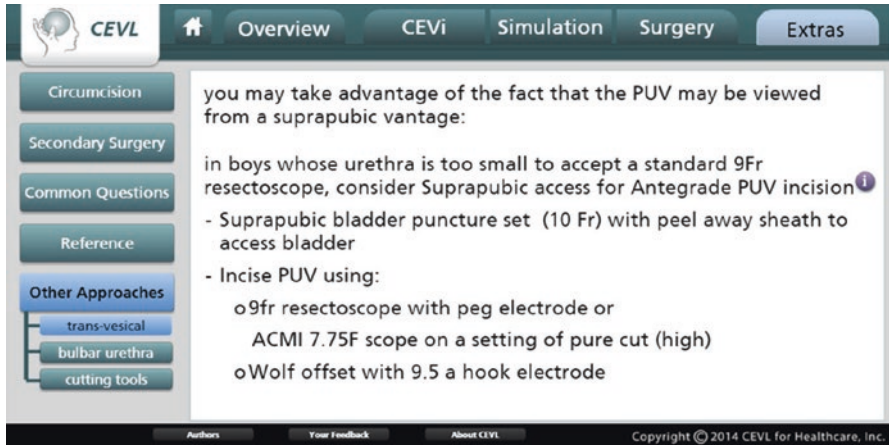 CEVL
Overview
CEVi
Simulation
Surgery
Extras
Circumcision
Secondary Surgery
Common Questions
Reference
Other Approaches
trans-vesical
bulbar urethra
cutting tools
you may take advantage of the fact that the PUV may be viewed
from a suprapubic vantage:
in boys whose urethra is too small to accept a standard 9Fr
resectoscope, consider Suprapubic access for Antegrade PUV incision i
- Suprapubic bladder puncture set (10 Fr) with peel away sheath to
access bladder
- Incise PUV using:
o 9fr resectoscope with peg electrode or
ACMI 7.75F scope on a setting of pure cut (high)
o Wolf offset with 9.5 a hook electrode
Authors
Your Feedback
About CEVL
Copyright © 2014 CEVL for Healthcare, Inc.